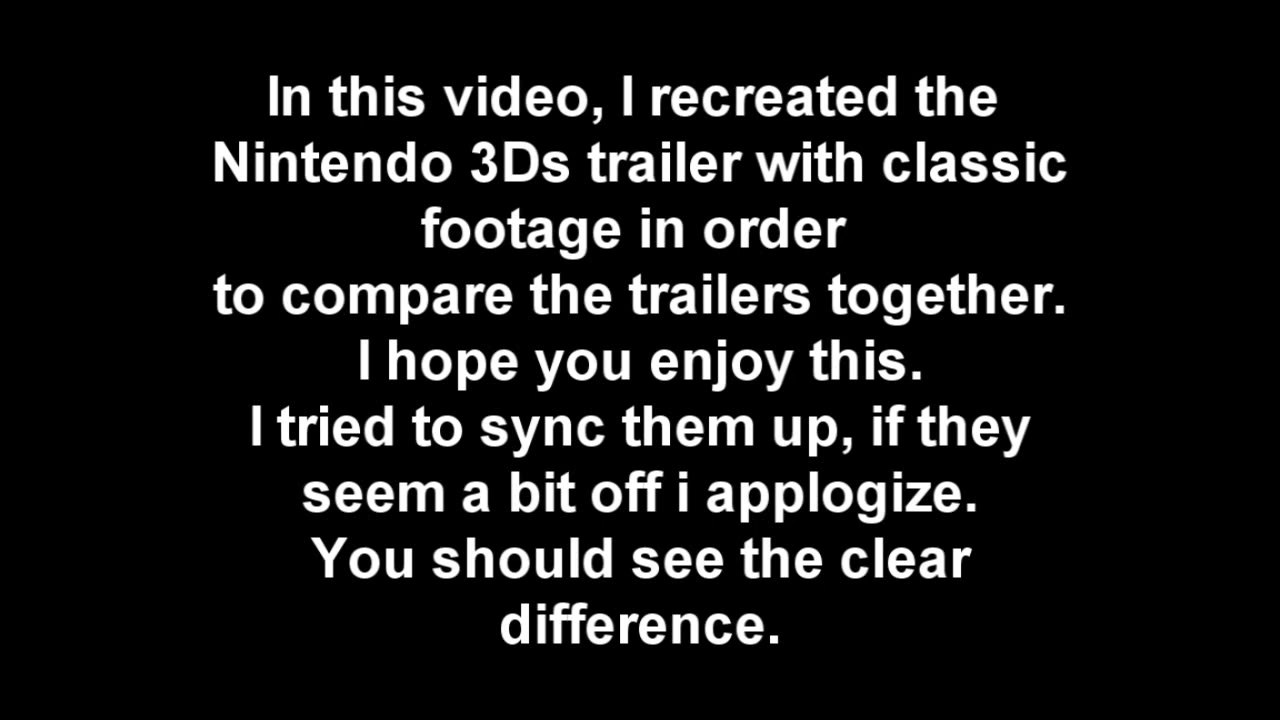 In this video, I recreated the
Nintendo 3Ds trailer with classic
footage in order
to compare the trailers together.
I hope you enjoy this.
I tried to sync them up, if they
seem a bit off i applogize.
You should see the clear
difference.